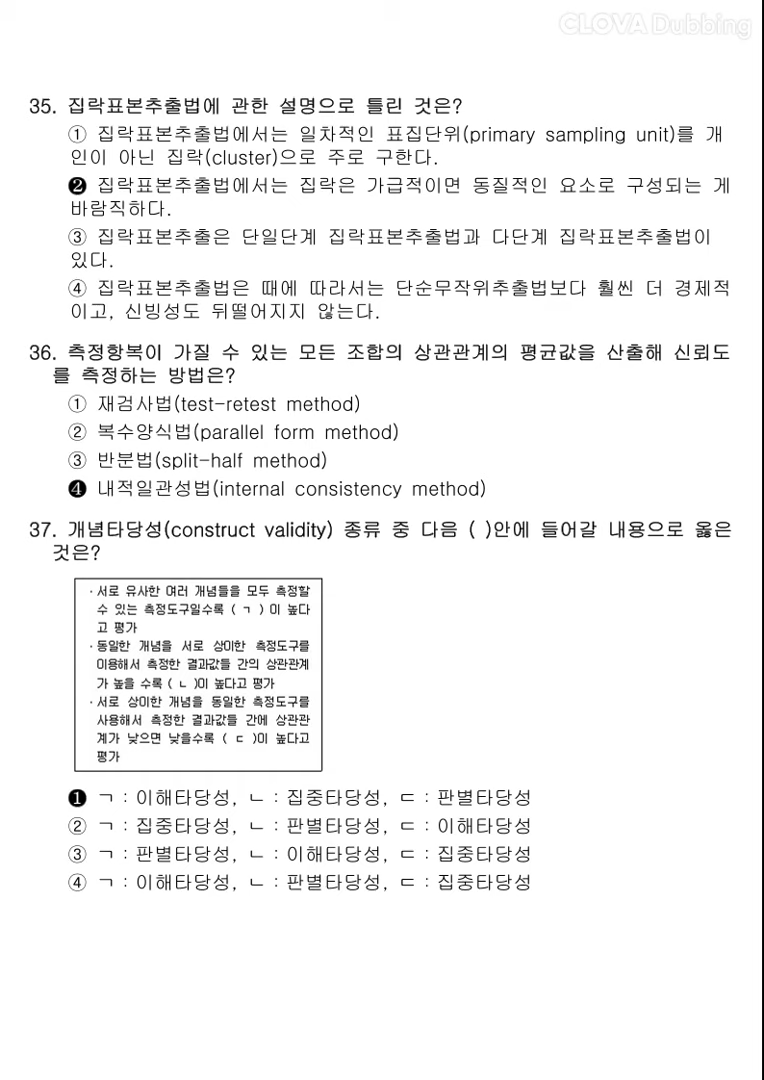 CLOVA Dubbing
35. 집락표본추출법에 관한 설명으로 틀린 것은?
① 집락표본추출법에서는 일차적인 표집단위(primary sampling unit)를 개
인이 아닌 집락(cluster)으로 주로 구한다.
❷ 집락표본추출법에서는 집락은 가급적이면 동질적인 요소로 구성되는 게
바람직하다.
③ 집락표본추출은 단일단계 집락표본추출법과 다단계 집락표본추출법이
있다.
④ 집락표본추출법은 때에 따라서는 단순무작위추출법보다 훨씬 더 경제적
이고, 신빙성도 뒤떨어지지 않는다.
36. 측정항복이 가질 수 있는 모든 조합의 상관관계의 평균값을 산출해 신뢰도
를 측정하는 방법은?
① 재검사법(test-retest method)
② 복수양식법(parallel form method)
③ 반분법(split-half method)
❹ 내적일관성법(internal consistency method)
37. 개념타당성(construct validity) 종류 중 다음 ( )안에 들어갈 내용으로 옳은
것은?
· 서로 유사한 여러 개념들을 모두 측정할
수 있는 측정도구일수록 ( ㄱ ) 이 높다
고 평가
· 동일한 개념을 서로 상이한 측정도구를
이용해서 측정한 결과값들 간의 상관관계
가 높을 수록 ( ㄴ )이 높다고 평가
· 서로 상이한 개념을 동일한 측정도구를
사용해서 측정한 결과값들 간에 상관관
계가 낮으면 낮을수록 ( ㄷ )이 높다고
평가
❶ ㄱ : 이해타당성, ㄴ : 집중타당성, ㄷ : 판별타당성
② ㄱ : 집중타당성, ㄴ : 판별타당성, ㄷ : 이해타당성
③ ㄱ : 판별타당성, ㄴ : 이해타당성, ㄷ : 집중타당성
④ ㄱ : 이해타당성, ㄴ : 판별타당성, ㄷ : 집중타당성